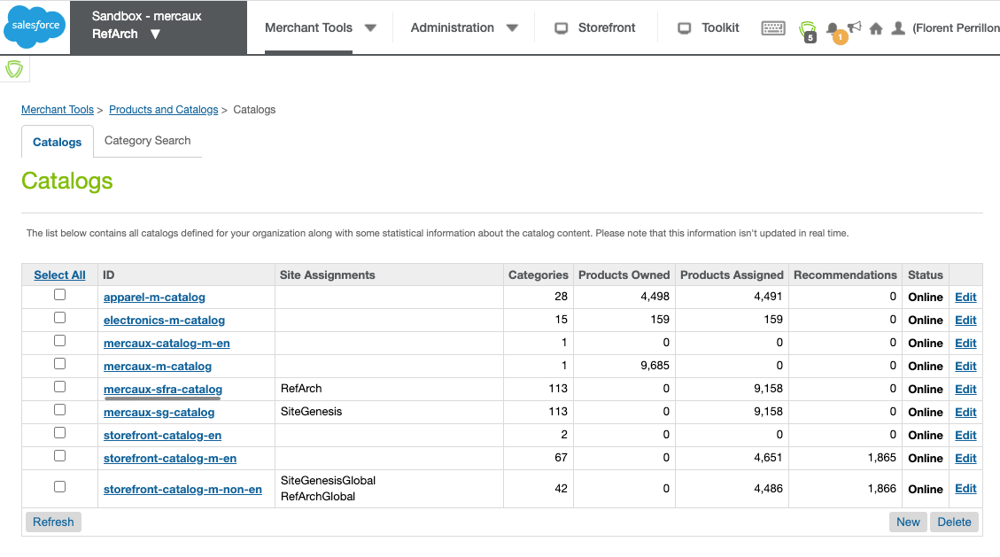 salesforce
Sandbox - mercaux
RefArch ▼
Merchant Tools
Administration
Storefront
Toolkit
5
1
(Florent Perrillon
Merchant Tools > Products and Catalogs > Catalogs
Catalogs
Category Search
Catalogs
The list below contains all catalogs defined for your organization along with some statistical information about the catalog content. Please note that this information isn't updated in real time.
Select All ID Site Assignments Categories Products Owned Products Assigned Recommendations Status
apparel-m-catalog 28 4,498 4,491 0 Online Edit
electronics-m-catalog 15 159 159 0 Online Edit
mercaux-catalog-m-en 1 0 0 0 Online Edit
mercaux-m-catalog 1 9,685 0 0 Online Edit
mercaux-sfra-catalog RefArch 113 0 9,158 0 Online Edit
mercaux-sg-catalog SiteGenesis 113 0 9,158 0 Online Edit
storefront-catalog-en 2 0 0 0 Online Edit
storefront-catalog-m-en 67 0 4,651 1,865 Online Edit
storefront-catalog-m-non-en SiteGenesisGlobal 42 0 4,486 1,866 Online Edit
RefArchGlobal
Refresh New Delete